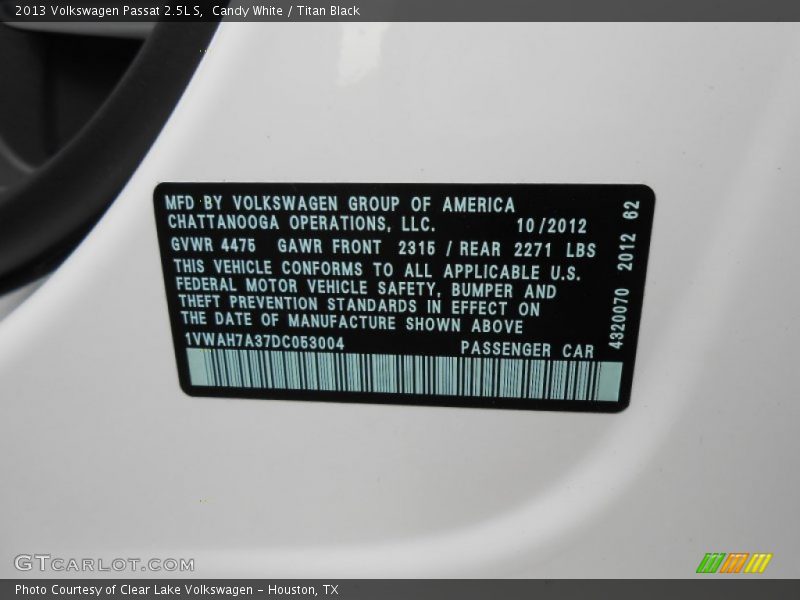 2013 Volkswagen Passat 2.5L S, Candy White / Titan Black
MFD BY VOLKSWAGEN GROUP OF AMERICA
CHATTANOOGA OPERATIONS, LLC. 10/2012
GVWR 4475 GAWR FRONT 2315 / REAR 2271 LBS
THIS VEHICLE CONFORMS TO ALL APPLICABLE U.S.
FEDERAL MOTOR VEHICLE SAFETY, BUMPER AND
THEFT PREVENTION STANDARDS IN EFFECT ON
THE DATE OF MANUFACTURE SHOWN ABOVE
1VWAH7A37DC053004 PASSENGER CAR
4320070 2012 62
GTCARLOT.COM
Photo Courtesy of Clear Lake Volkswagen - Houston, TX